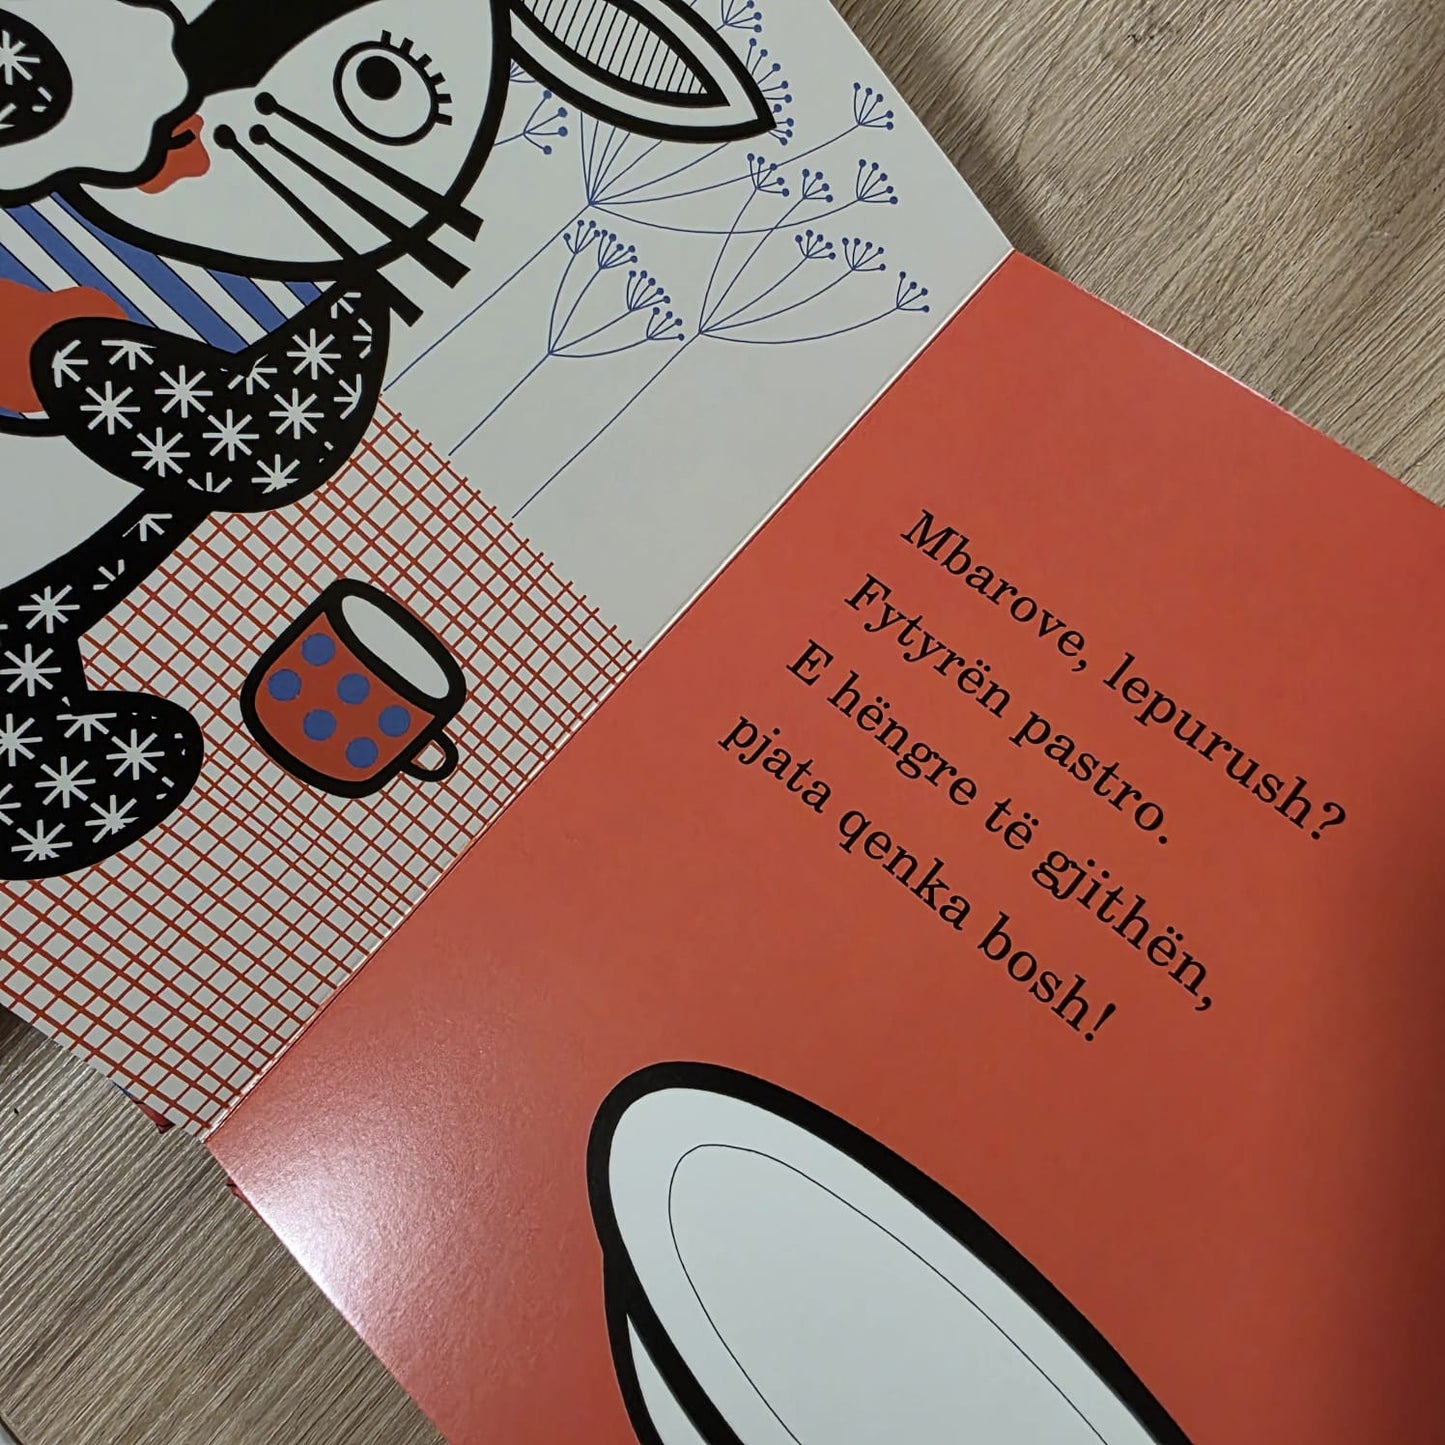 Mbarove, lepurush?
Fytyrën pastro.
E hëngre të gjithën,
pjata qenka bosh!